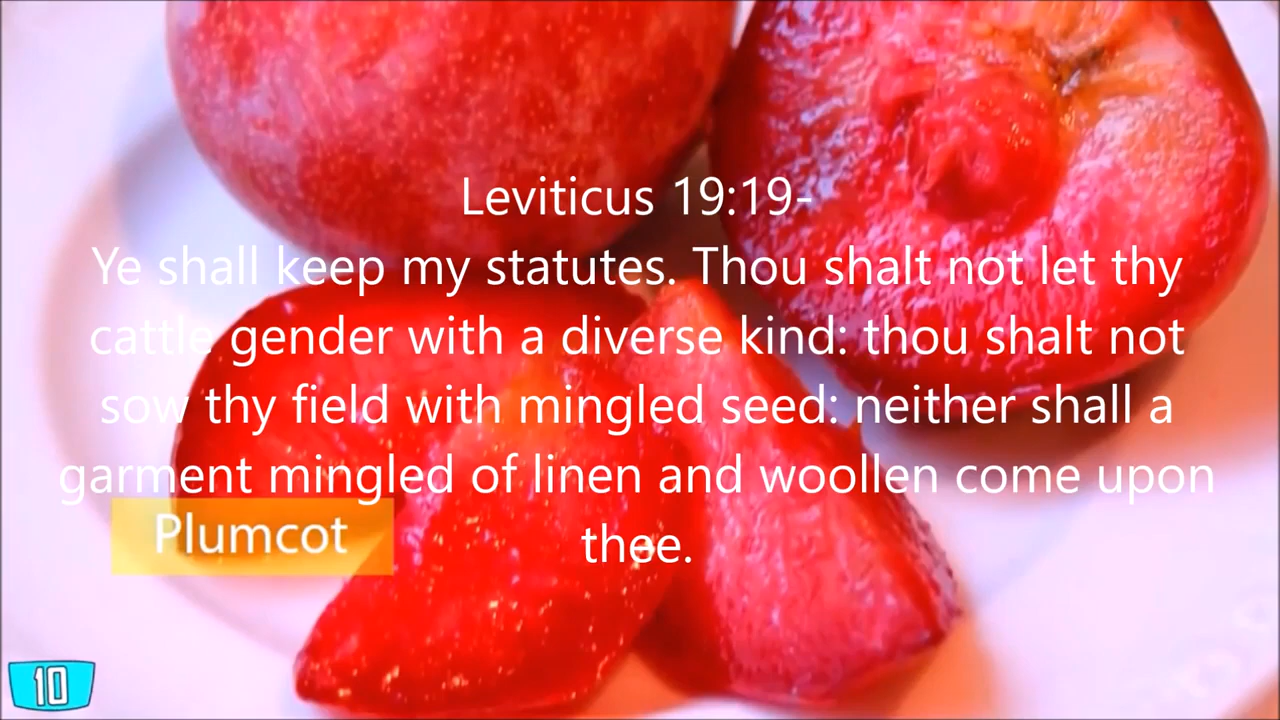 Leviticus 19:19-
Ye shall keep my statutes. Thou shalt not let thy
cattle gender with a diverse kind: thou shalt not
sow thy field with mingled seed: neither shall a
garment mingled of linen and woollen come upon
thee.
Plumcot
10